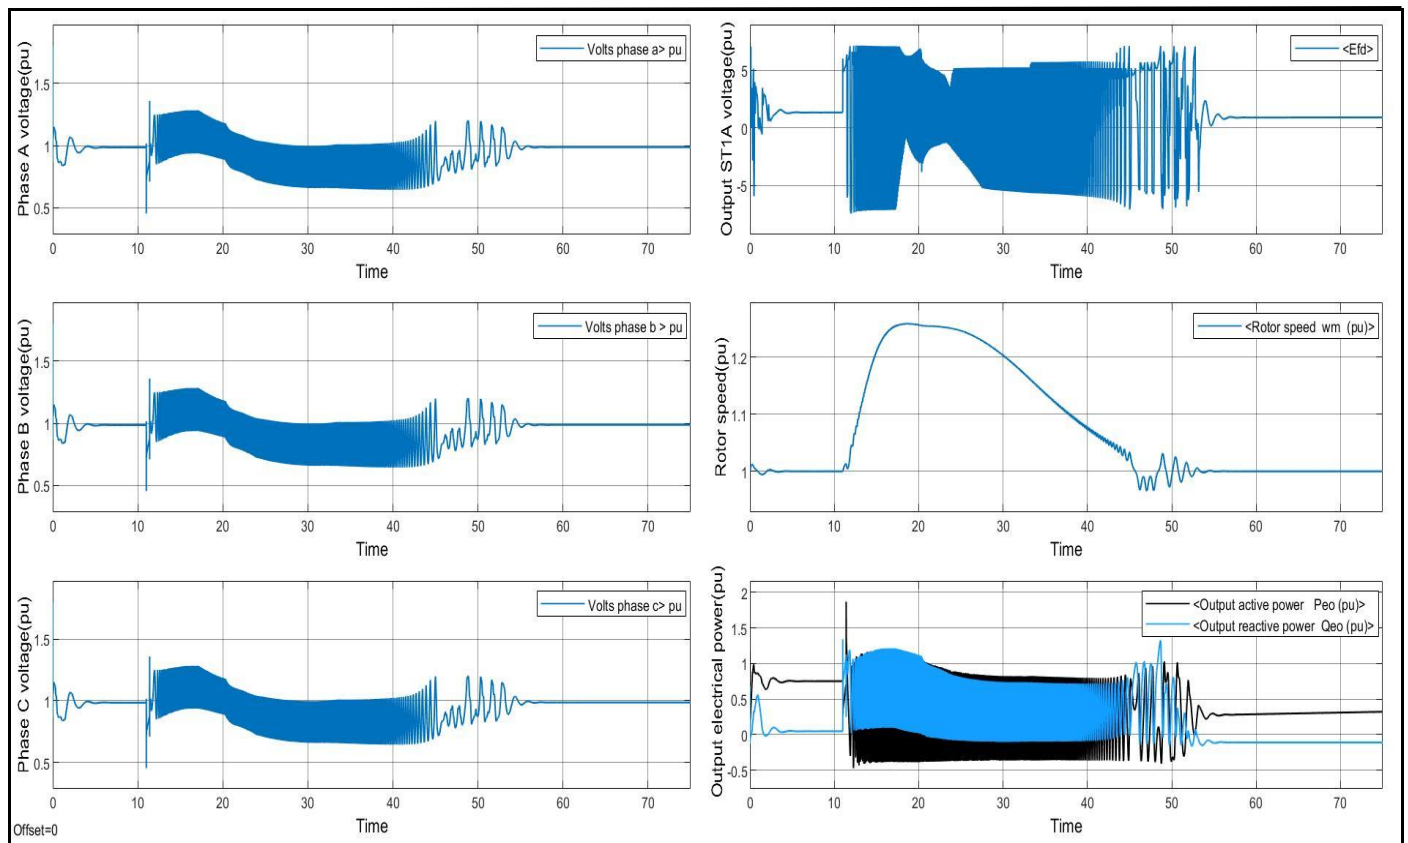 Phase A voltage(pu)
1.5
1
0.5
Volts phase a> pu
0 10 20 30 40 50 60 70
Time
Output ST1A voltage(pu)
5
0
-5
<Efd>
0 10 20 30 40 50 60 70
Time
Phase B voltage(pu)
1.5
1
0.5
Volts phase b > pu
0 10 20 30 40 50 60 70
Time
Rotor speed(pu)
1.2
1.1
1
<Rotor speed wm (pu)>
0 10 20 30 40 50 60 70
Time
Phase C voltage(pu)
1.5
1
0.5
Volts phase c> pu
0 10 20 30 40 50 60 70
Time
Output electrical power(pu)
2
1.5
1
0.5
0
-0.5
<Output active power Peo (pu)>
<Output reactive power Qeo (pu)>
0 10 20 30 40 50 60 70
Time
Offset=0